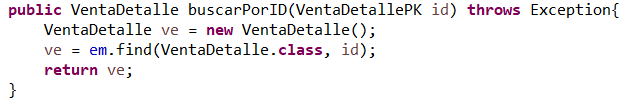 public VentaDetalle buscarPorID(VentaDetallePK id) throws Exception{
    VentaDetalle ve = new VentaDetalle();
    ve = em.find(VentaDetalle.class, id);
    return ve;
}